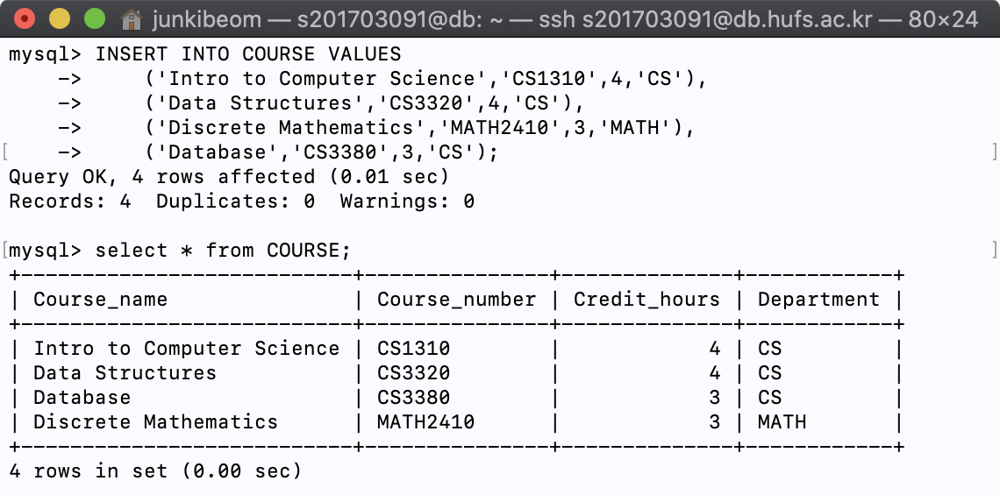 junkibeom — s201703091@db: ~ — ssh s201703091@db.hufs.ac.kr — 80×24
mysql> INSERT INTO COURSE VALUES
    ->     ('Intro to Computer Science','CS1310',4,'CS'),
    ->     ('Data Structures','CS3320',4,'CS'),
    ->     ('Discrete Mathematics','MATH2410',3,'MATH'),
[    ->     ('Database','CS3380',3,'CS'); ]
Query OK, 4 rows affected (0.01 sec)
Records: 4  Duplicates: 0  Warnings: 0
[mysql> select * from COURSE; ]
+---------------------------+---------------+--------------+------------+
| Course_name               | Course_number | Credit_hours | Department |
+---------------------------+---------------+--------------+------------+
| Intro to Computer Science | CS1310        |            4 | CS         |
| Data Structures           | CS3320        |            4 | CS         |
| Database                  | CS3380        |            3 | CS         |
| Discrete Mathematics      | MATH2410      |            3 | MATH       |
+---------------------------+---------------+--------------+------------+
4 rows in set (0.00 sec)